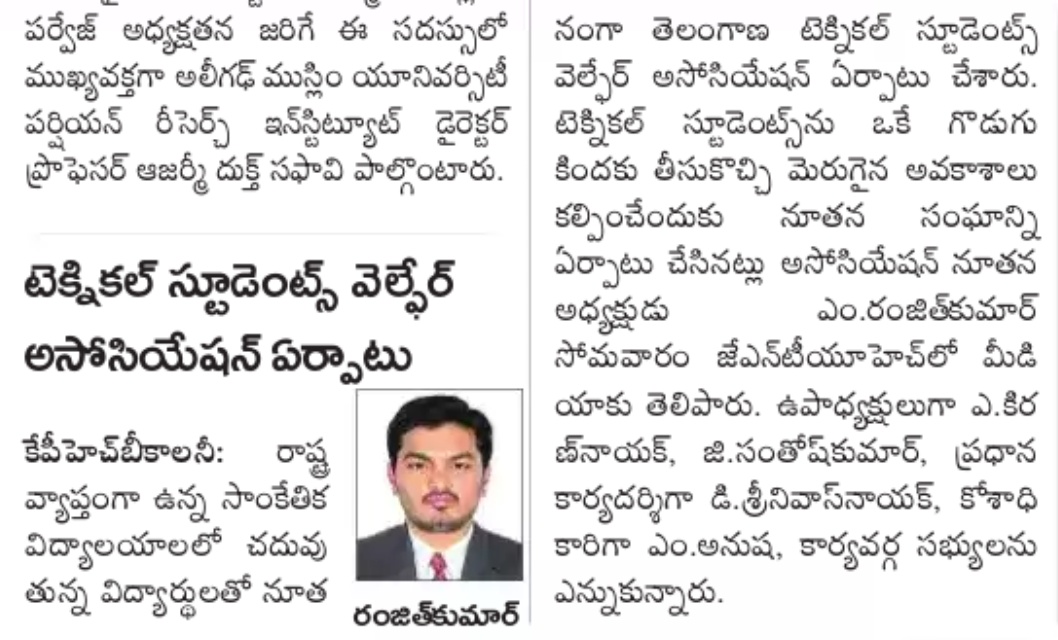 పర్వేజ్ అధ్యక్షతన జరిగే ఈ సదస్సులో
ముఖ్యవక్తగా అలీగఢ్ ముస్లిం యూనివర్సిటీ
పర్షియన్ రీసెర్చ్ ఇన్‌స్టిట్యూట్ డైరెక్టర్
ప్రొఫెసర్ ఆజర్మీ దుక్త్ సఫావి పాల్గొంటారు.
టెక్నికల్ స్టూడెంట్స్ వెల్ఫేర్
అసోసియేషన్ ఏర్పాటు
కేపీహెచ్‌బీకాలనీ: రాష్ట్ర
వ్యాప్తంగా ఉన్న సాంకేతిక
విద్యాలయాలలో చదువు
తున్న విద్యార్థులతో నూత
రంజిత్‌కుమార్
నంగా తెలంగాణ టెక్నికల్ స్టూడెంట్స్
వెల్ఫేర్ అసోసియేషన్ ఏర్పాటు చేశారు.
టెక్నికల్ స్టూడెంట్స్‌ను ఒకే గొడుగు
కిందకు తీసుకొచ్చి మెరుగైన అవకాశాలు
కల్పించేందుకు నూతన సంఘాన్ని
ఏర్పాటు చేసినట్లు అసోసియేషన్ నూతన
అధ్యక్షుడు ఎం.రంజిత్‌కుమార్
సోమవారం జేఎన్‌టీయూహెచ్‌లో మీడి
యాకు తెలిపారు. ఉపాధ్యక్షులుగా ఎ.కిర
ణ్‌నాయక్, జి.సంతోష్‌కుమార్, ప్రధాన
కార్యదర్శిగా డి.శ్రీనివాస్‌నాయక్, కోశాధి
కారిగా ఎం.అనుష, కార్యవర్గ సభ్యులను
ఎన్నుకున్నారు.